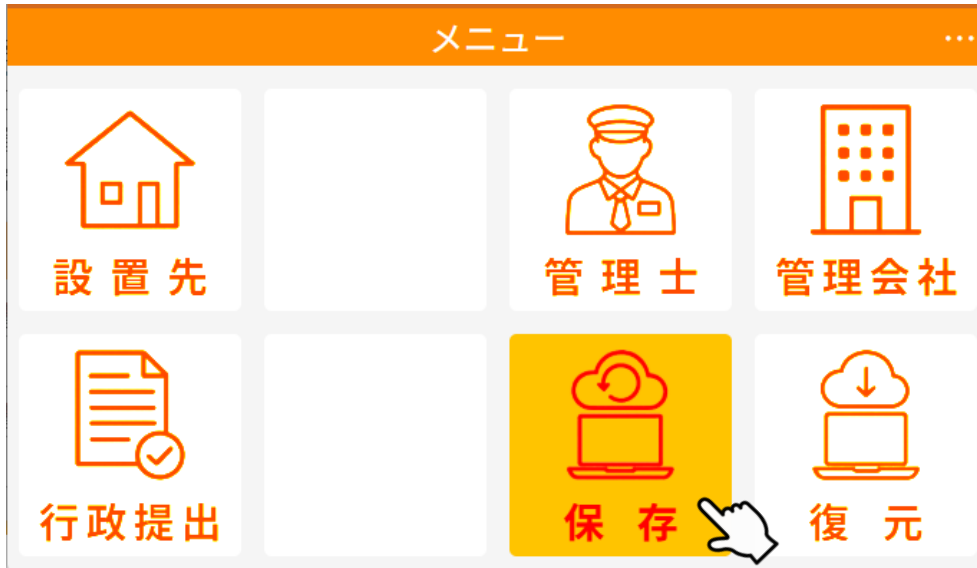 メニュー
…
設置先
管理士
管理会社
行政提出
保存
復元